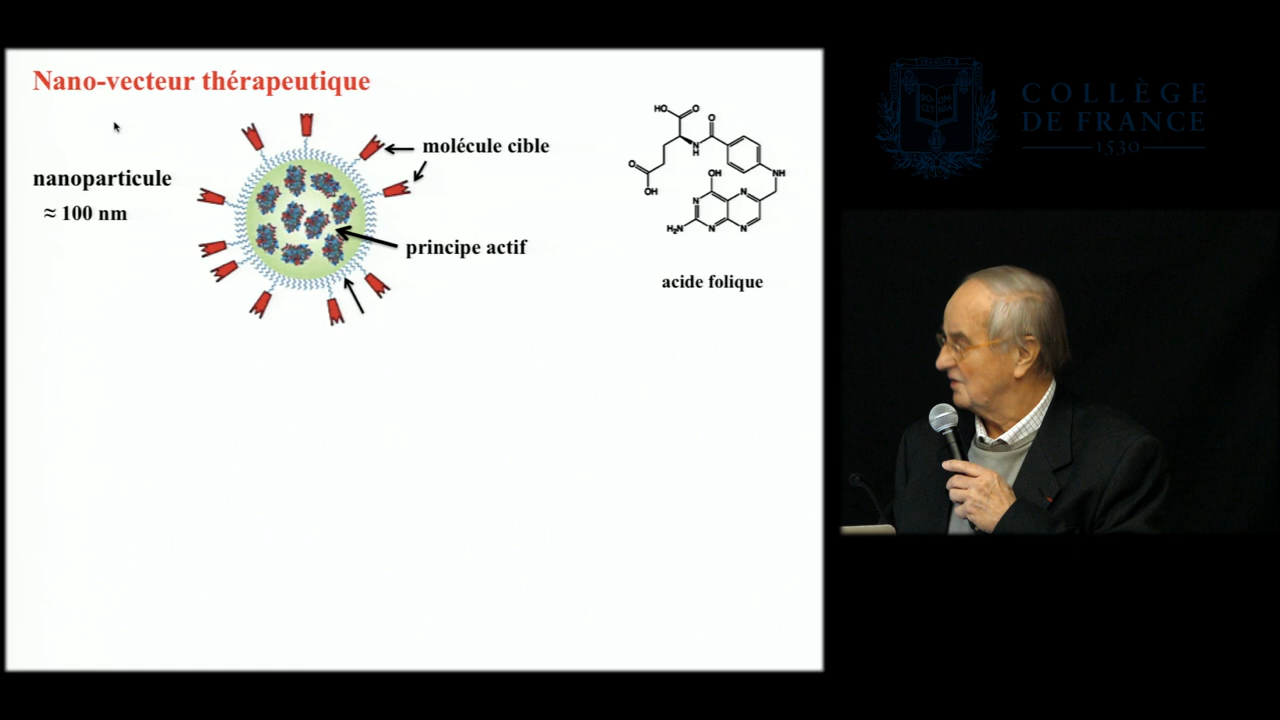 Nano-vecteur thérapeutique
nanoparticule
≈ 100 nm
molécule cible
principe actif
HO
O
O
N
H
O
OH
NH
OH
N
N
H₂N
N
N
acide folique
COLLÈGE
DE FRANCE
1530